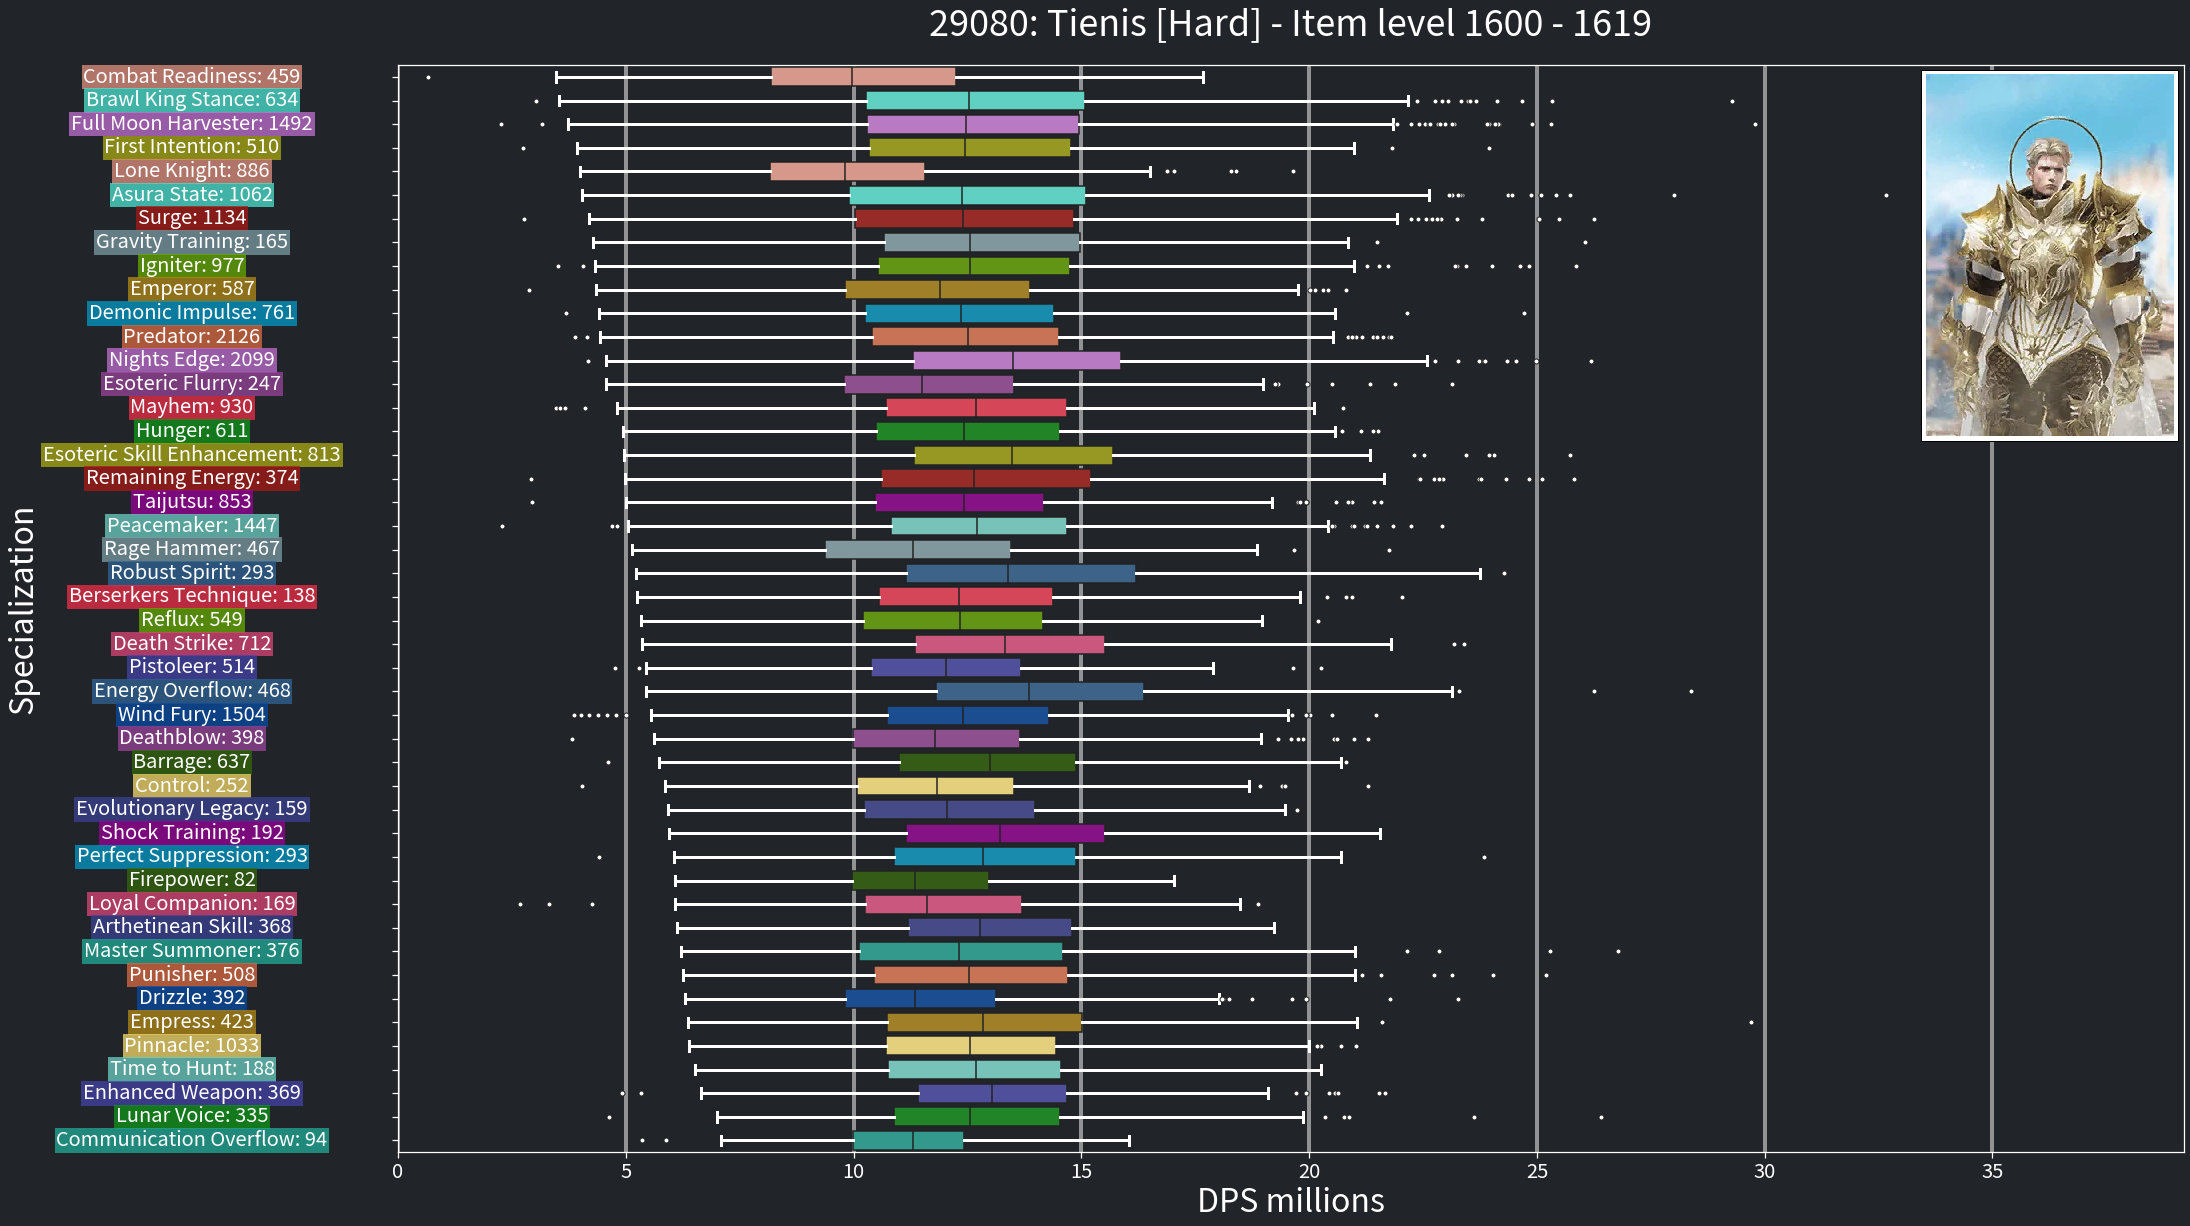 29080: Tienis [Hard] - Item level 1600 - 1619
Combat Readiness: 459
Brawl King Stance: 634
Full Moon Harvester: 1492
First Intention: 510
Lone Knight: 886
Asura State: 1062
Surge: 1134
Gravity Training: 165
Igniter: 977
Emperor: 587
Demonic Impulse: 761
Predator: 2126
Nights Edge: 2099
Esoteric Flurry: 247
Mayhem: 930
Hunger: 611
Esoteric Skill Enhancement: 813
Remaining Energy: 374
Taijutsu: 853
Peacemaker: 1447
Rage Hammer: 467
Robust Spirit: 293
Berserkers Technique: 138
Reflux: 549
Death Strike: 712
Pistoleer: 514
Energy Overflow: 468
Wind Fury: 1504
Deathblow: 398
Barrage: 637
Control: 252
Evolutionary Legacy: 159
Shock Training: 192
Perfect Suppression: 293
Firepower: 82
Loyal Companion: 169
Arthetinean Skill: 368
Master Summoner: 376
Punisher: 508
Drizzle: 392
Empress: 423
Pinnacle: 1033
Time to Hunt: 188
Enhanced Weapon: 369
Lunar Voice: 335
Communication Overflow: 94
Specialization
0 5 10 15 20 25 30 35
DPS millions